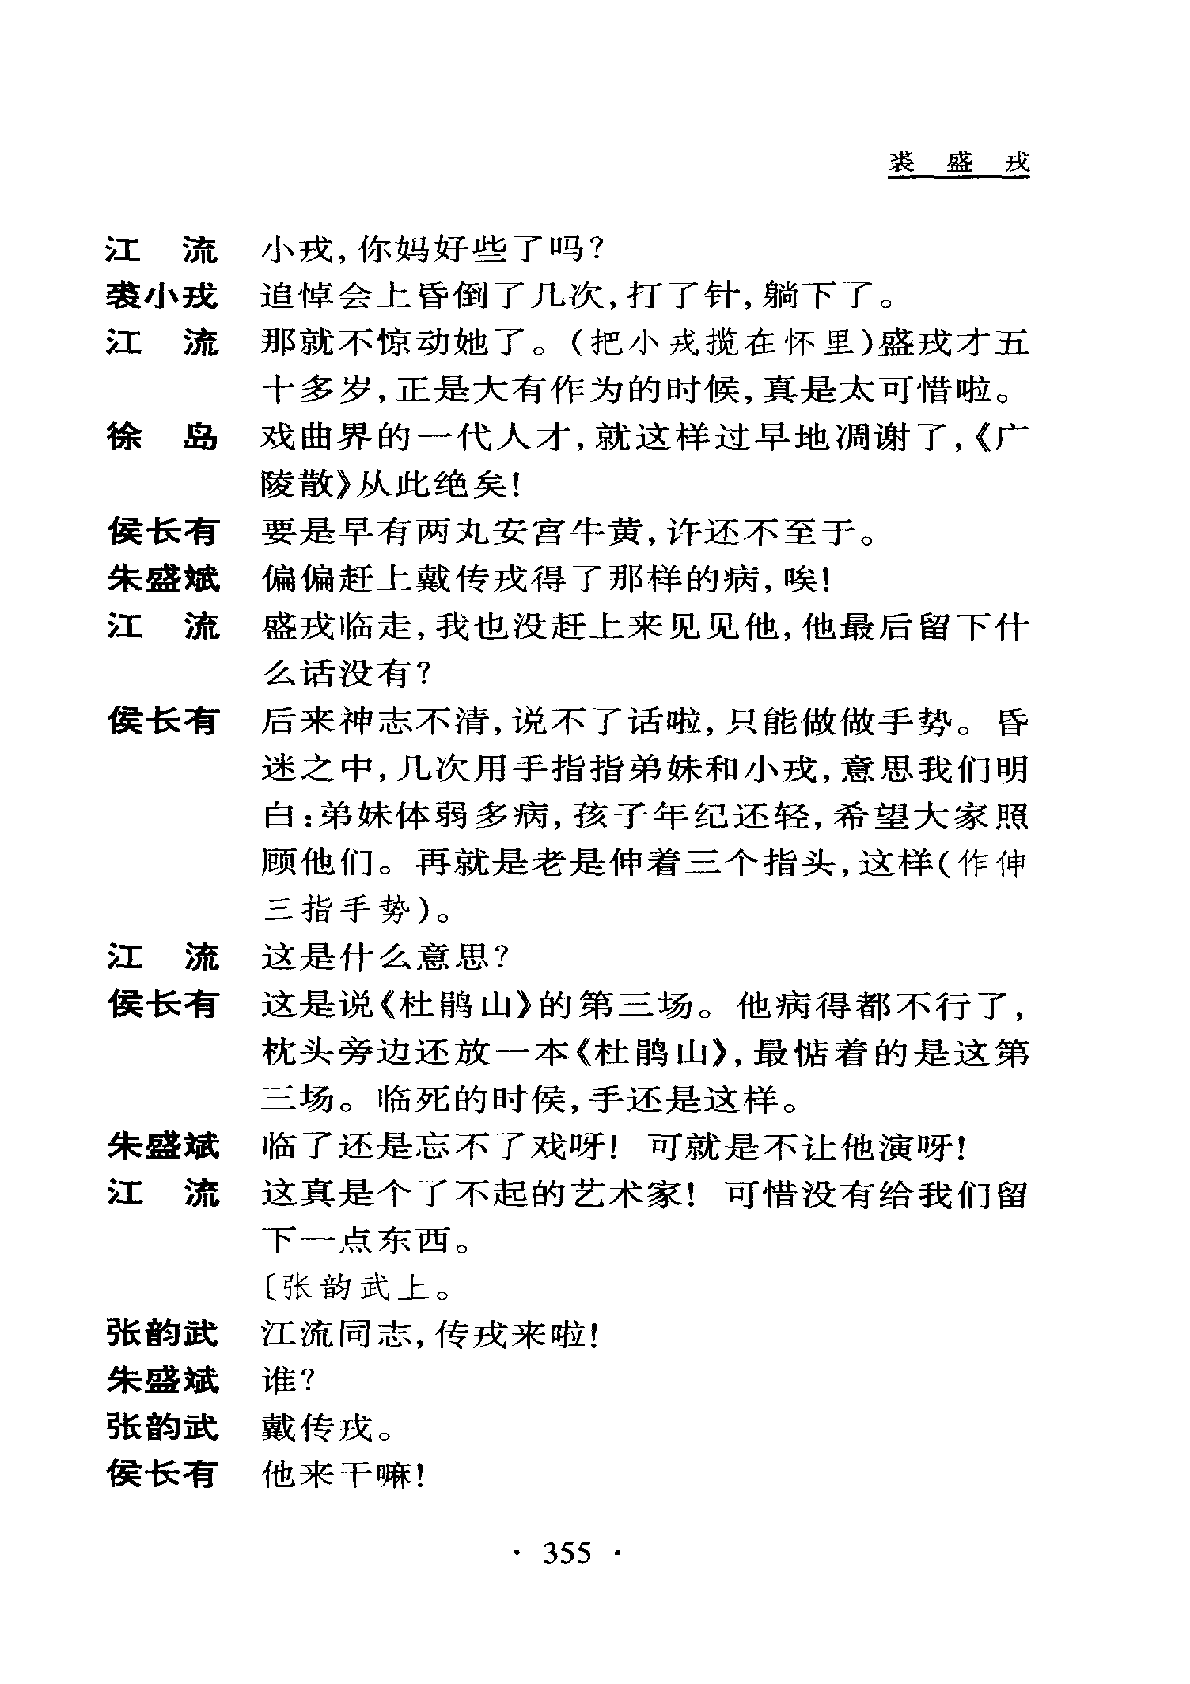 裘 盛 戎
江 流 小戎,你妈好些了吗?
裘小戎 追悼会上昏倒了几次,打了针,躺下了。
江 流 那就不惊动她了。(把小戎揽在怀里)盛戎才五
十多岁,正是大有作为的时候,真是太可惜啦。
徐 岛 戏曲界的一代人才,就这样过早地凋谢了,《广
陵散》从此绝矣!
侯长有 要是早有两丸安宫牛黄,许还不至于。
朱盛斌 偏偏赶上戴传戎得了那样的病,唉!
江 流 盛戎临走,我也没赶上来见见他,他最后留下什
么话没有?
侯长有 后来神志不清,说不了话啦,只能做做手势。昏
迷之中,几次用手指指弟妹和小戎,意思我们明
白:弟妹体弱多病,孩子年纪还轻,希望大家照
顾他们。再就是老是伸着三个指头,这样(作伸
三指手势)。
江 流 这是什么意思?
侯长有 这是说《杜鹃山》的第三场。他病得都不行了,
枕头旁边还放一本《杜鹃山》,最惦着的是这第
三场。临死的时侯,手还是这样。
朱盛斌 临了还是忘不了戏呀! 可就是不让他演呀!
江 流 这真是个了不起的艺术家! 可惜没有给我们留
下一点东西。
〔张韵武上。
张韵武 江流同志,传戎来啦!
朱盛斌 谁?
张韵武 戴传戎。
侯长有 他来干嘛!
· 355 ·